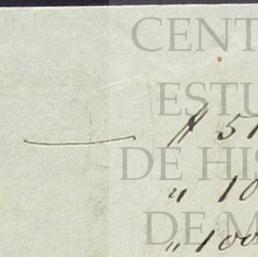 CENT
ESTU
— $ 51
DE HIS
" 10
DE M
" 100